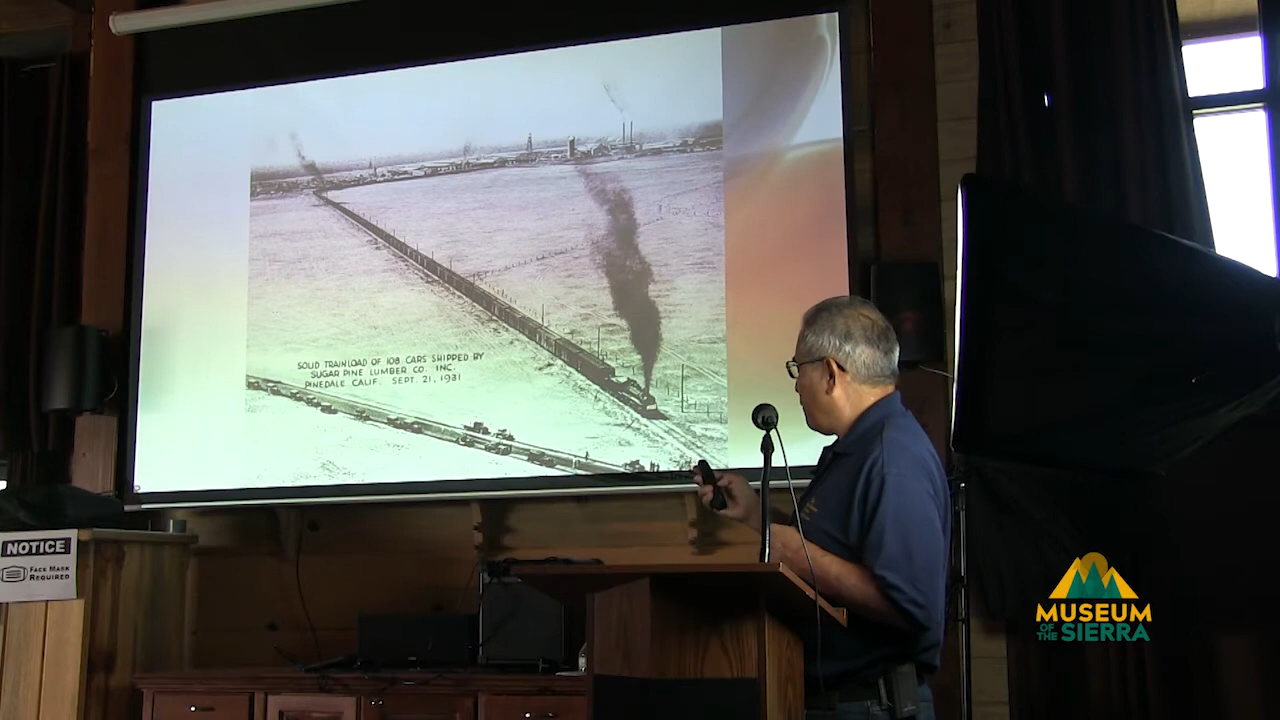 SOLID TRAINLOAD OF 108 CARS SHIPPED BY
SUGAR PINE LUMBER CO. INC.
PINEDALE CALIF. SEPT. 21, 1931
NOTICE
FACE MASK
REQUIRED
MUSEUM
OF THE SIERRA